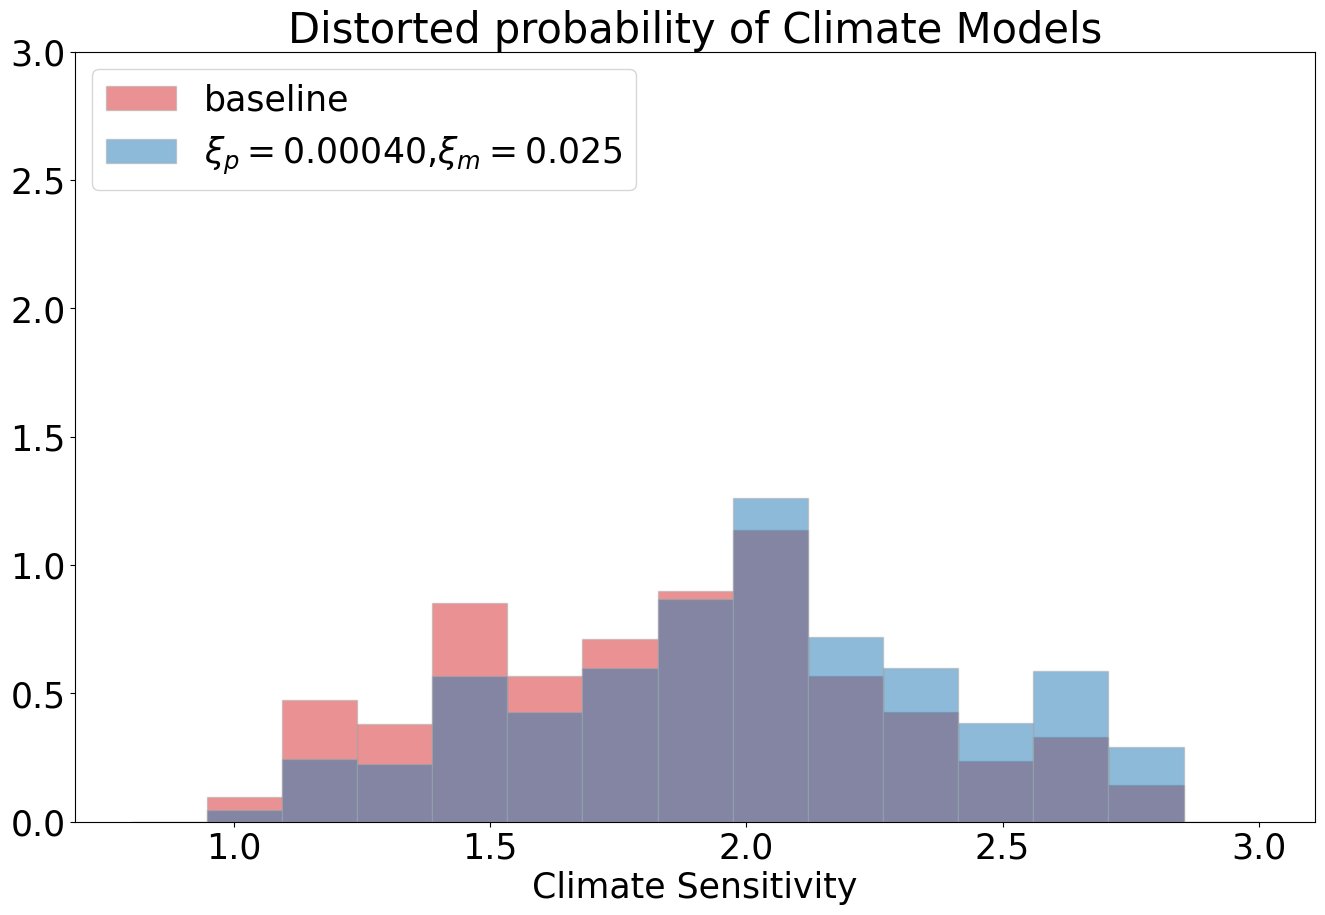 Distorted probability of Climate Models
3.0
2.5
2.0
1.5
1.0
0.5
0.0
baseline
ξₚ = 0.00040,ξₘ = 0.025
1.0 1.5 2.0 2.5 3.0
Climate Sensitivity